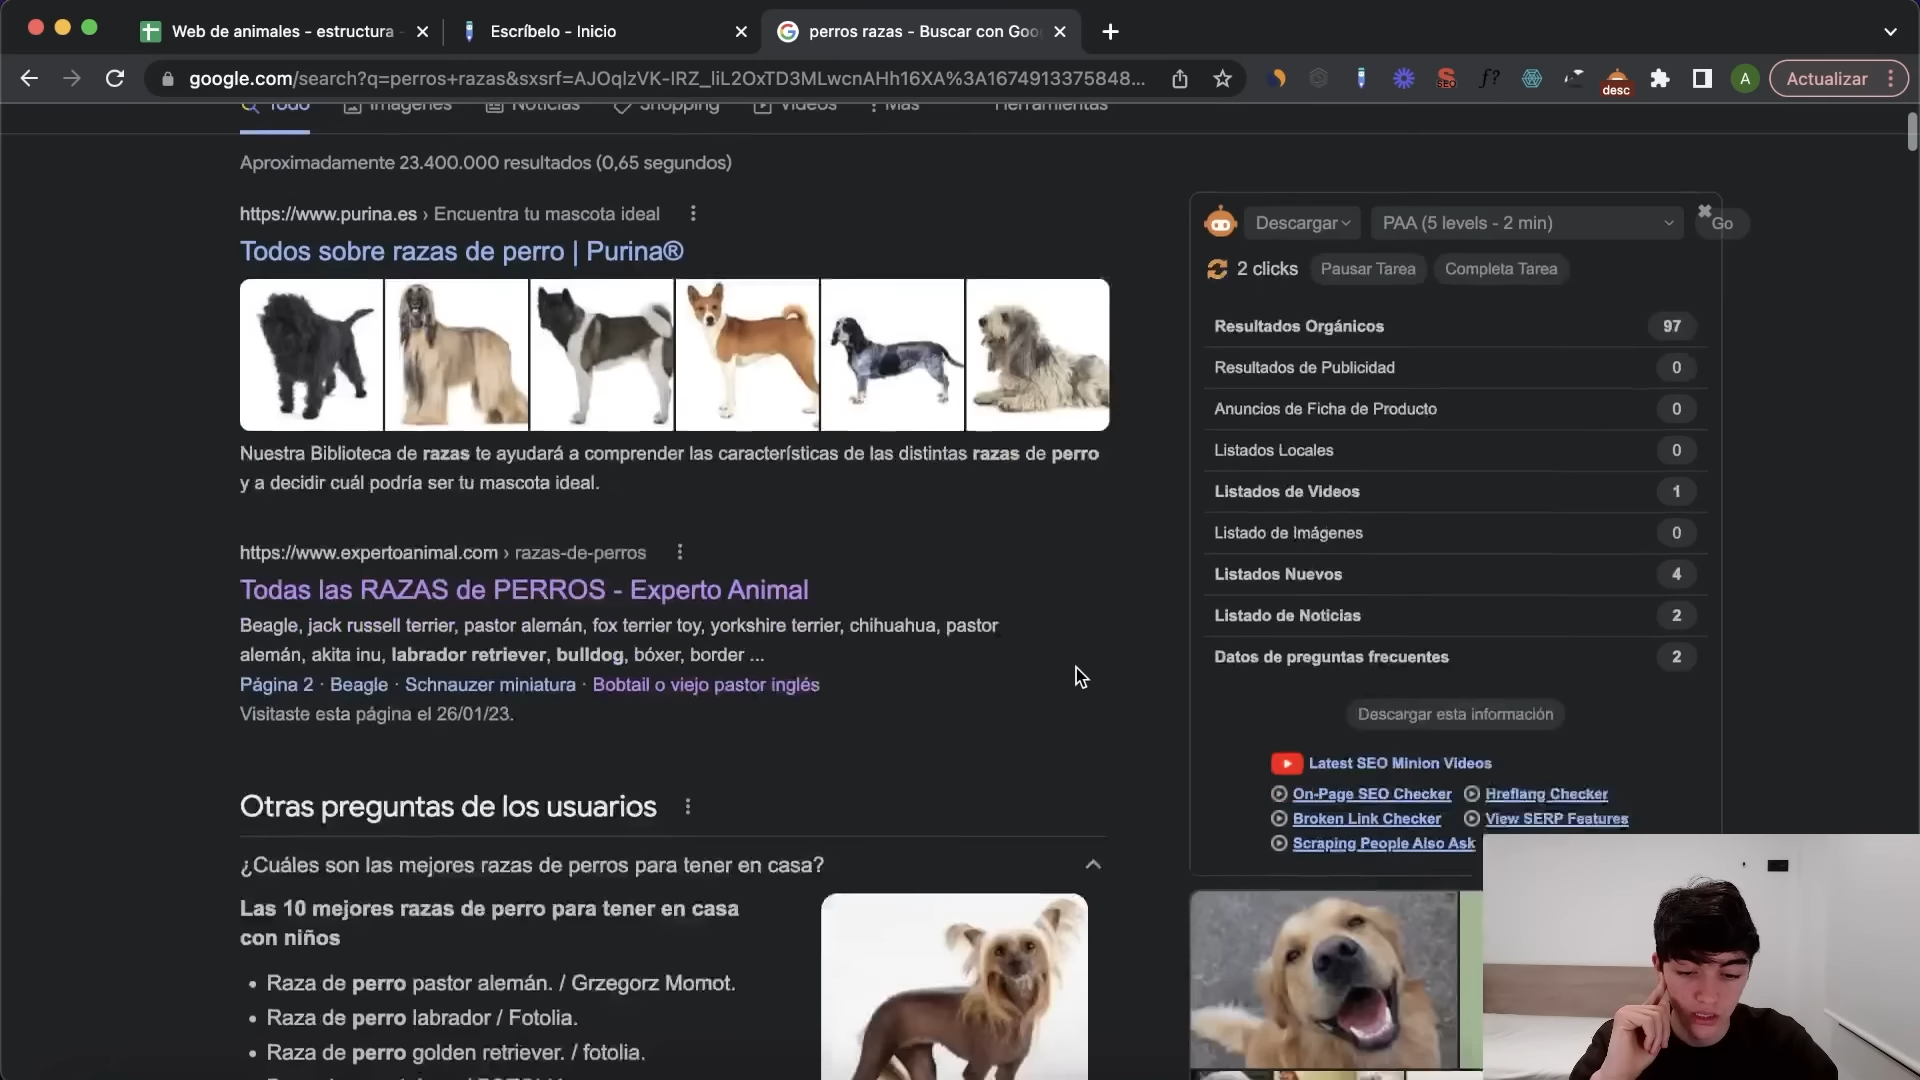 Web de animales - estructura -
Escríbelo - Inicio
perros razas - Buscar con Goo
google.com/search?q=perros+razas&sxsrf=AJOqlzVK-IRZ_liL2OxTD3MLwcnAHh16XA%3A1674913375848...
SEO
f?
desc
A
Actualizar
Todo
Imágenes
Noticias
Shopping
Vídeos
Más
Herramientas
Aproximadamente 23.400.000 resultados (0,65 segundos)
https://www.purina.es › Encuentra tu mascota ideal
Todos sobre razas de perro | Purina®
Nuestra Biblioteca de razas te ayudará a comprender las características de las distintas razas de perro
y a decidir cuál podría ser tu mascota ideal.
https://www.expertoanimal.com › razas-de-perros
Todas las RAZAS de PERROS - Experto Animal
Beagle, jack russell terrier, pastor alemán, fox terrier toy, yorkshire terrier, chihuahua, pastor
alemán, akita inu, labrador retriever, bulldog, bóxer, border ...
Página 2 · Beagle · Schnauzer miniatura · Bobtail o viejo pastor inglés
Visitaste esta página el 26/01/23.
Otras preguntas de los usuarios
¿Cuáles son las mejores razas de perros para tener en casa?
Las 10 mejores razas de perro para tener en casa
con niños
• Raza de perro pastor alemán. / Grzegorz Momot.
• Raza de perro labrador / Fotolia.
• Raza de perro golden retriever. / fotolia.
Descargar
PAA (5 levels - 2 min)
Go
2 clicks
Pausar Tarea
Completa Tarea
Resultados Orgánicos 97
Resultados de Publicidad 0
Anuncios de Ficha de Producto 0
Listados Locales 0
Listados de Videos 1
Listado de Imágenes 0
Listados Nuevos 4
Listado de Noticias 2
Datos de preguntas frecuentes 2
Descargar esta información
Latest SEO Minion Videos
On-Page SEO Checker
Hreflang Checker
Broken Link Checker
View SERP Features
Scraping People Also Ask